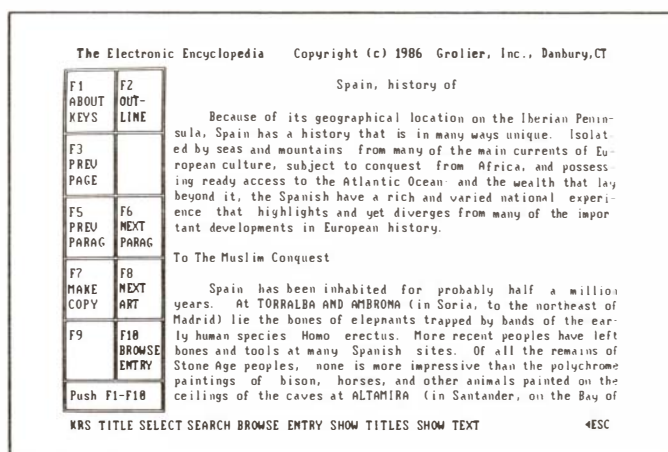 The Electronic Encyclopedia Copyright (c) 1986 Grolier, Inc., Danbury,CT
F1 ABOUT KEYS
F2 OUT-LINE
F3 PREV PAGE
F5 PREV PARAG
F6 NEXT PARAG
F7 MAKE COPY
F8 NEXT ART
F9
F10 BROWSE ENTRY
Push F1-F10
Spain, history of
Because of its geographical location on the Iberian Penin-
sula, Spain has a history that is in many ways unique. Isolat-
ed by seas and mountains from many of the main currents of Eu-
ropean culture, subject to conquest from Africa, and possess-
ing ready access to the Atlantic Ocean and the wealth that lay
beyond it, the Spanish have a rich and varied national experi-
ence that highlights and yet diverges from many of the impor
tant developments in European history.
To The Muslim Conquest
Spain has been inhabited for probably half a million
years. At TORRALBA AND AMBRONA (in Soria, to the northeast of
Madrid) lie the bones of elephants trapped by bands of the ear-
ly human species Homo erectus. More recent peoples have left
bones and tools at many Spanish sites. Of all the remains of
Stone Age peoples, none is more impressive than the polychrome
paintings of bison, horses, and other animals painted on the
ceilings of the caves at ALTAMIRA (in Santander, on the Bay of
KRS TITLE SELECT SEARCH BROWSE ENTRY SHOW TITLES SHOW TEXT ◄ESC